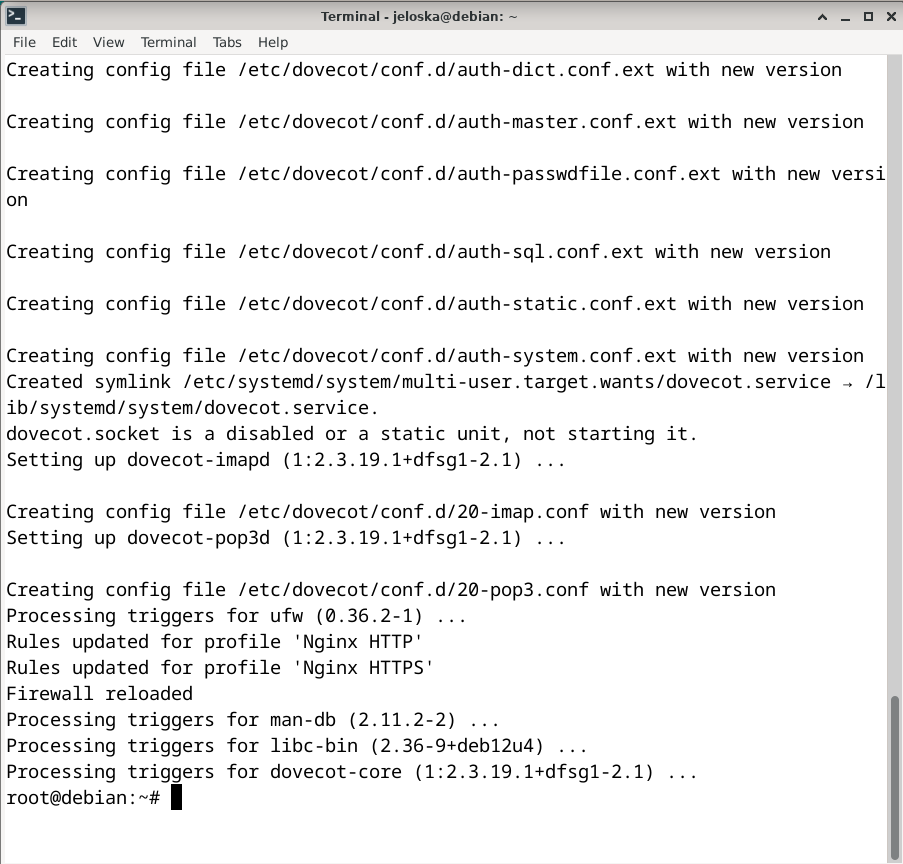 Terminal - jeloska@debian: ~
File Edit View Terminal Tabs Help
Creating config file /etc/dovecot/conf.d/auth-dict.conf.ext with new version
Creating config file /etc/dovecot/conf.d/auth-master.conf.ext with new version
Creating config file /etc/dovecot/conf.d/auth-passwdfile.conf.ext with new versi
on
Creating config file /etc/dovecot/conf.d/auth-sql.conf.ext with new version
Creating config file /etc/dovecot/conf.d/auth-static.conf.ext with new version
Creating config file /etc/dovecot/conf.d/auth-system.conf.ext with new version
Created symlink /etc/systemd/system/multi-user.target.wants/dovecot.service → /l
ib/systemd/system/dovecot.service.
dovecot.socket is a disabled or a static unit, not starting it.
Setting up dovecot-imapd (1:2.3.19.1+dfsg1-2.1) ...
Creating config file /etc/dovecot/conf.d/20-imap.conf with new version
Setting up dovecot-pop3d (1:2.3.19.1+dfsg1-2.1) ...
Creating config file /etc/dovecot/conf.d/20-pop3.conf with new version
Processing triggers for ufw (0.36.2-1) ...
Rules updated for profile 'Nginx HTTP'
Rules updated for profile 'Nginx HTTPS'
Firewall reloaded
Processing triggers for man-db (2.11.2-2) ...
Processing triggers for libc-bin (2.36-9+deb12u4) ...
Processing triggers for dovecot-core (1:2.3.19.1+dfsg1-2.1) ...
root@debian:~#